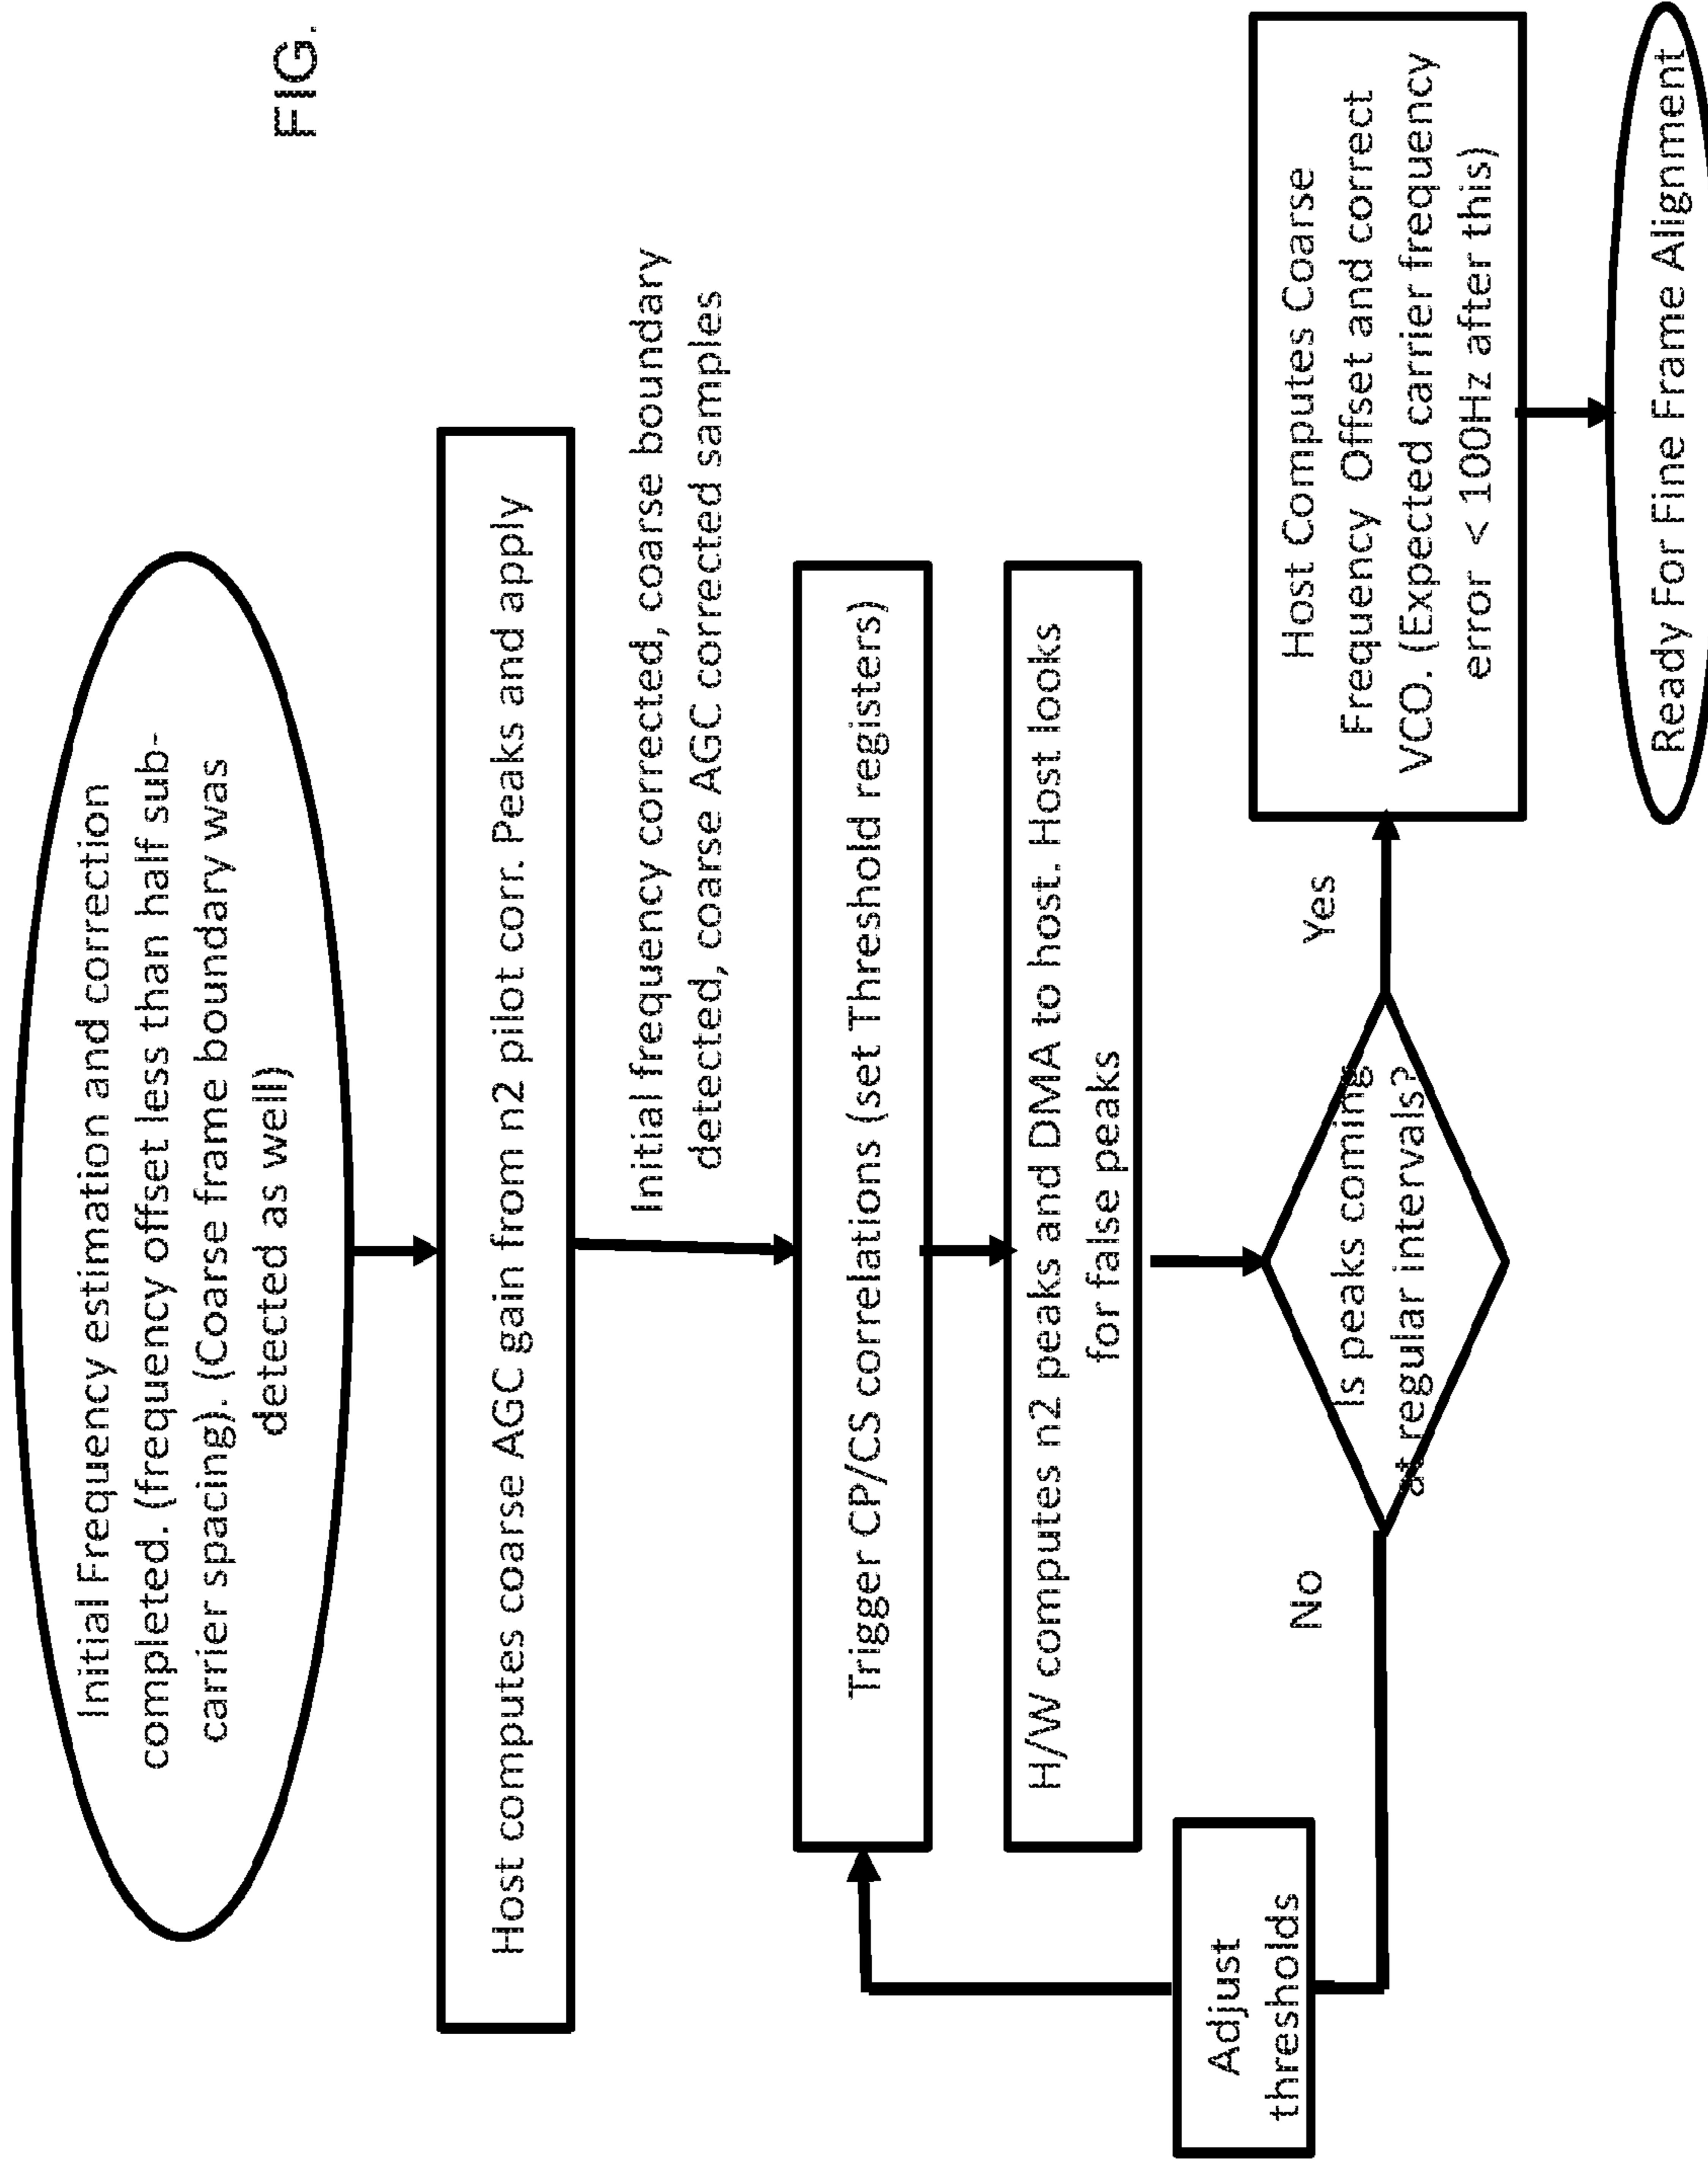 FIG.
Initial Frequency estimation and correction
completed. (frequency offset less than half sub-
carrier spacing). (Coarse frame boundary was
detected as well)
Host computes coarse AGC gain from n2 pilot corr. Peaks and apply
Initial frequency corrected, coarse boundary
detected, coarse AGC corrected samples
Trigger CP/CS correlations (set Threshold registers)
H/W computes n2 peaks and DMA to host. Host looks
for false peaks
Is peaks coming
at regular intervals?
No
Adjust
thresholds
Yes
Host Computes Coarse
Frequency Offset and correct
VCO. (Expected carrier frequency
error < 100Hz after this)
Ready For Fine Frame Alignment